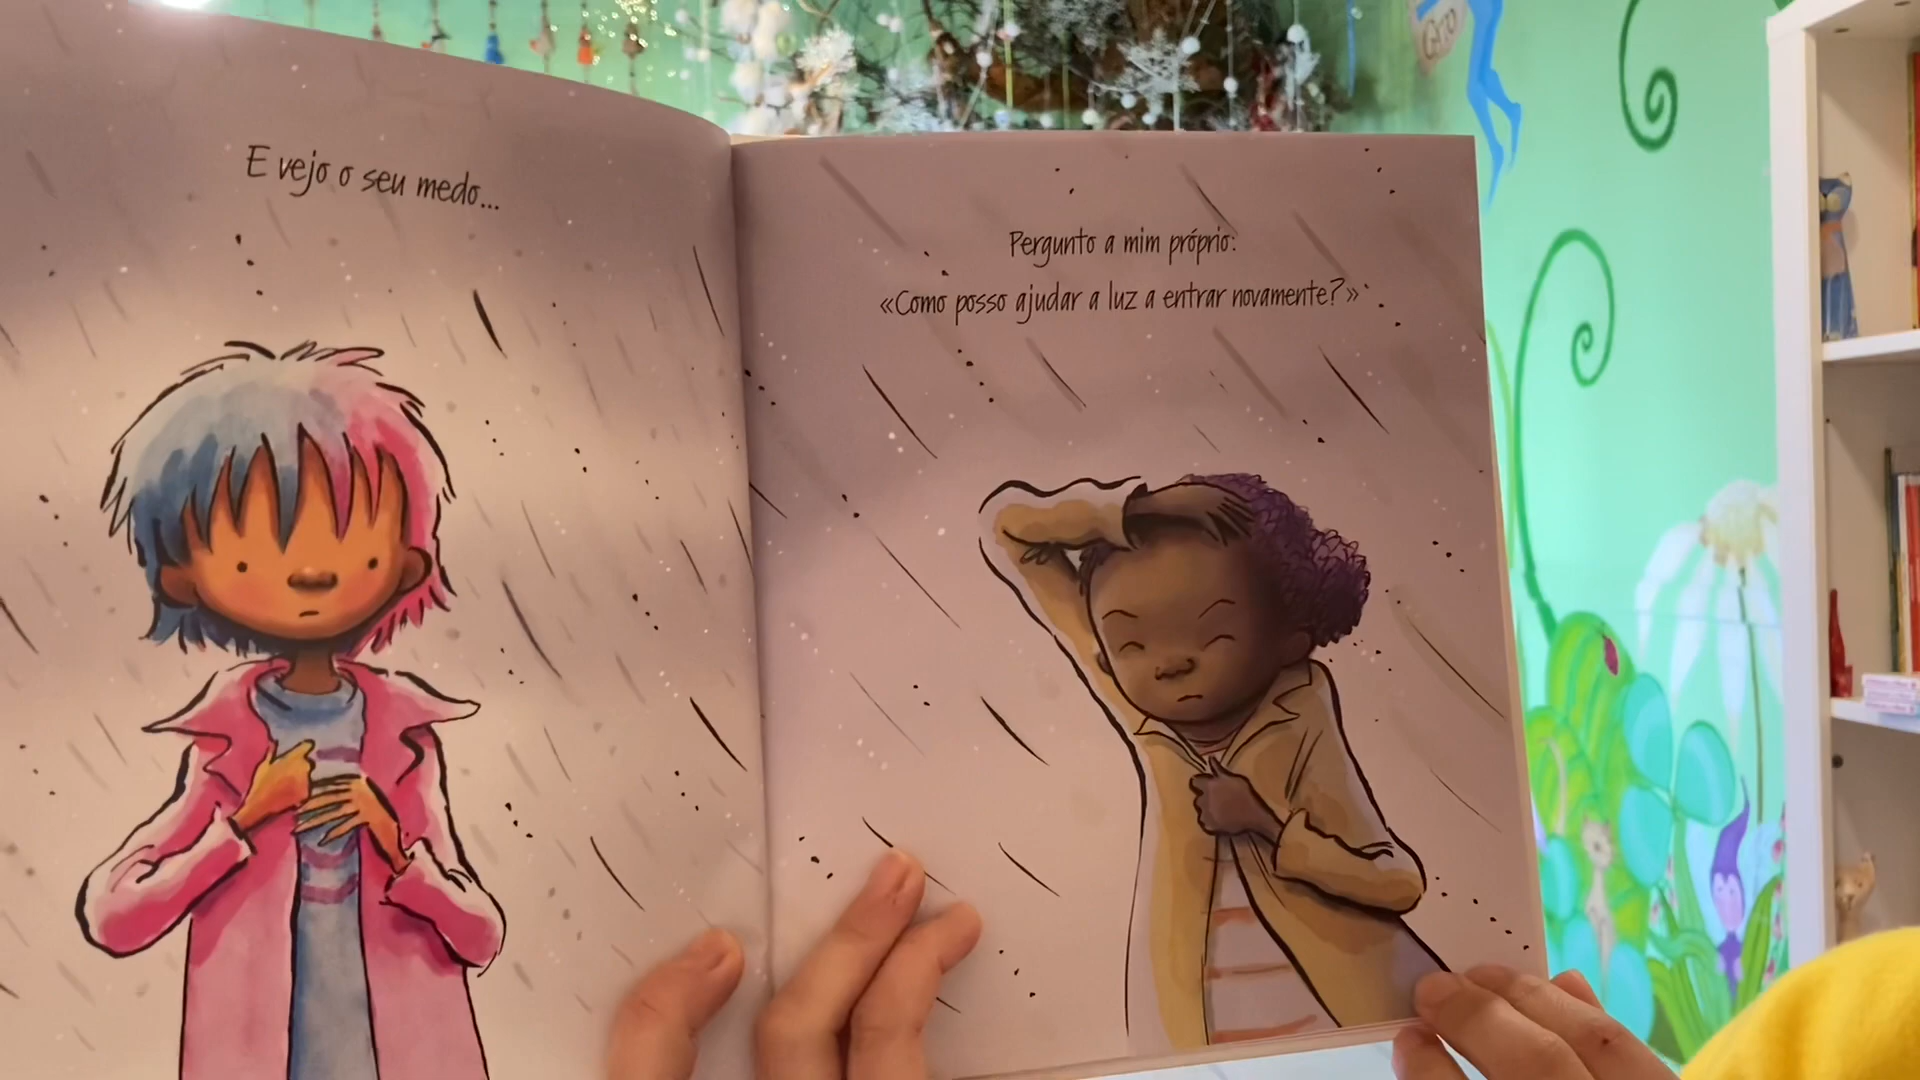 E vejo o seu medo...
Pergunto a mim próprio:
«Como posso ajudar a luz a entrar novamente?»